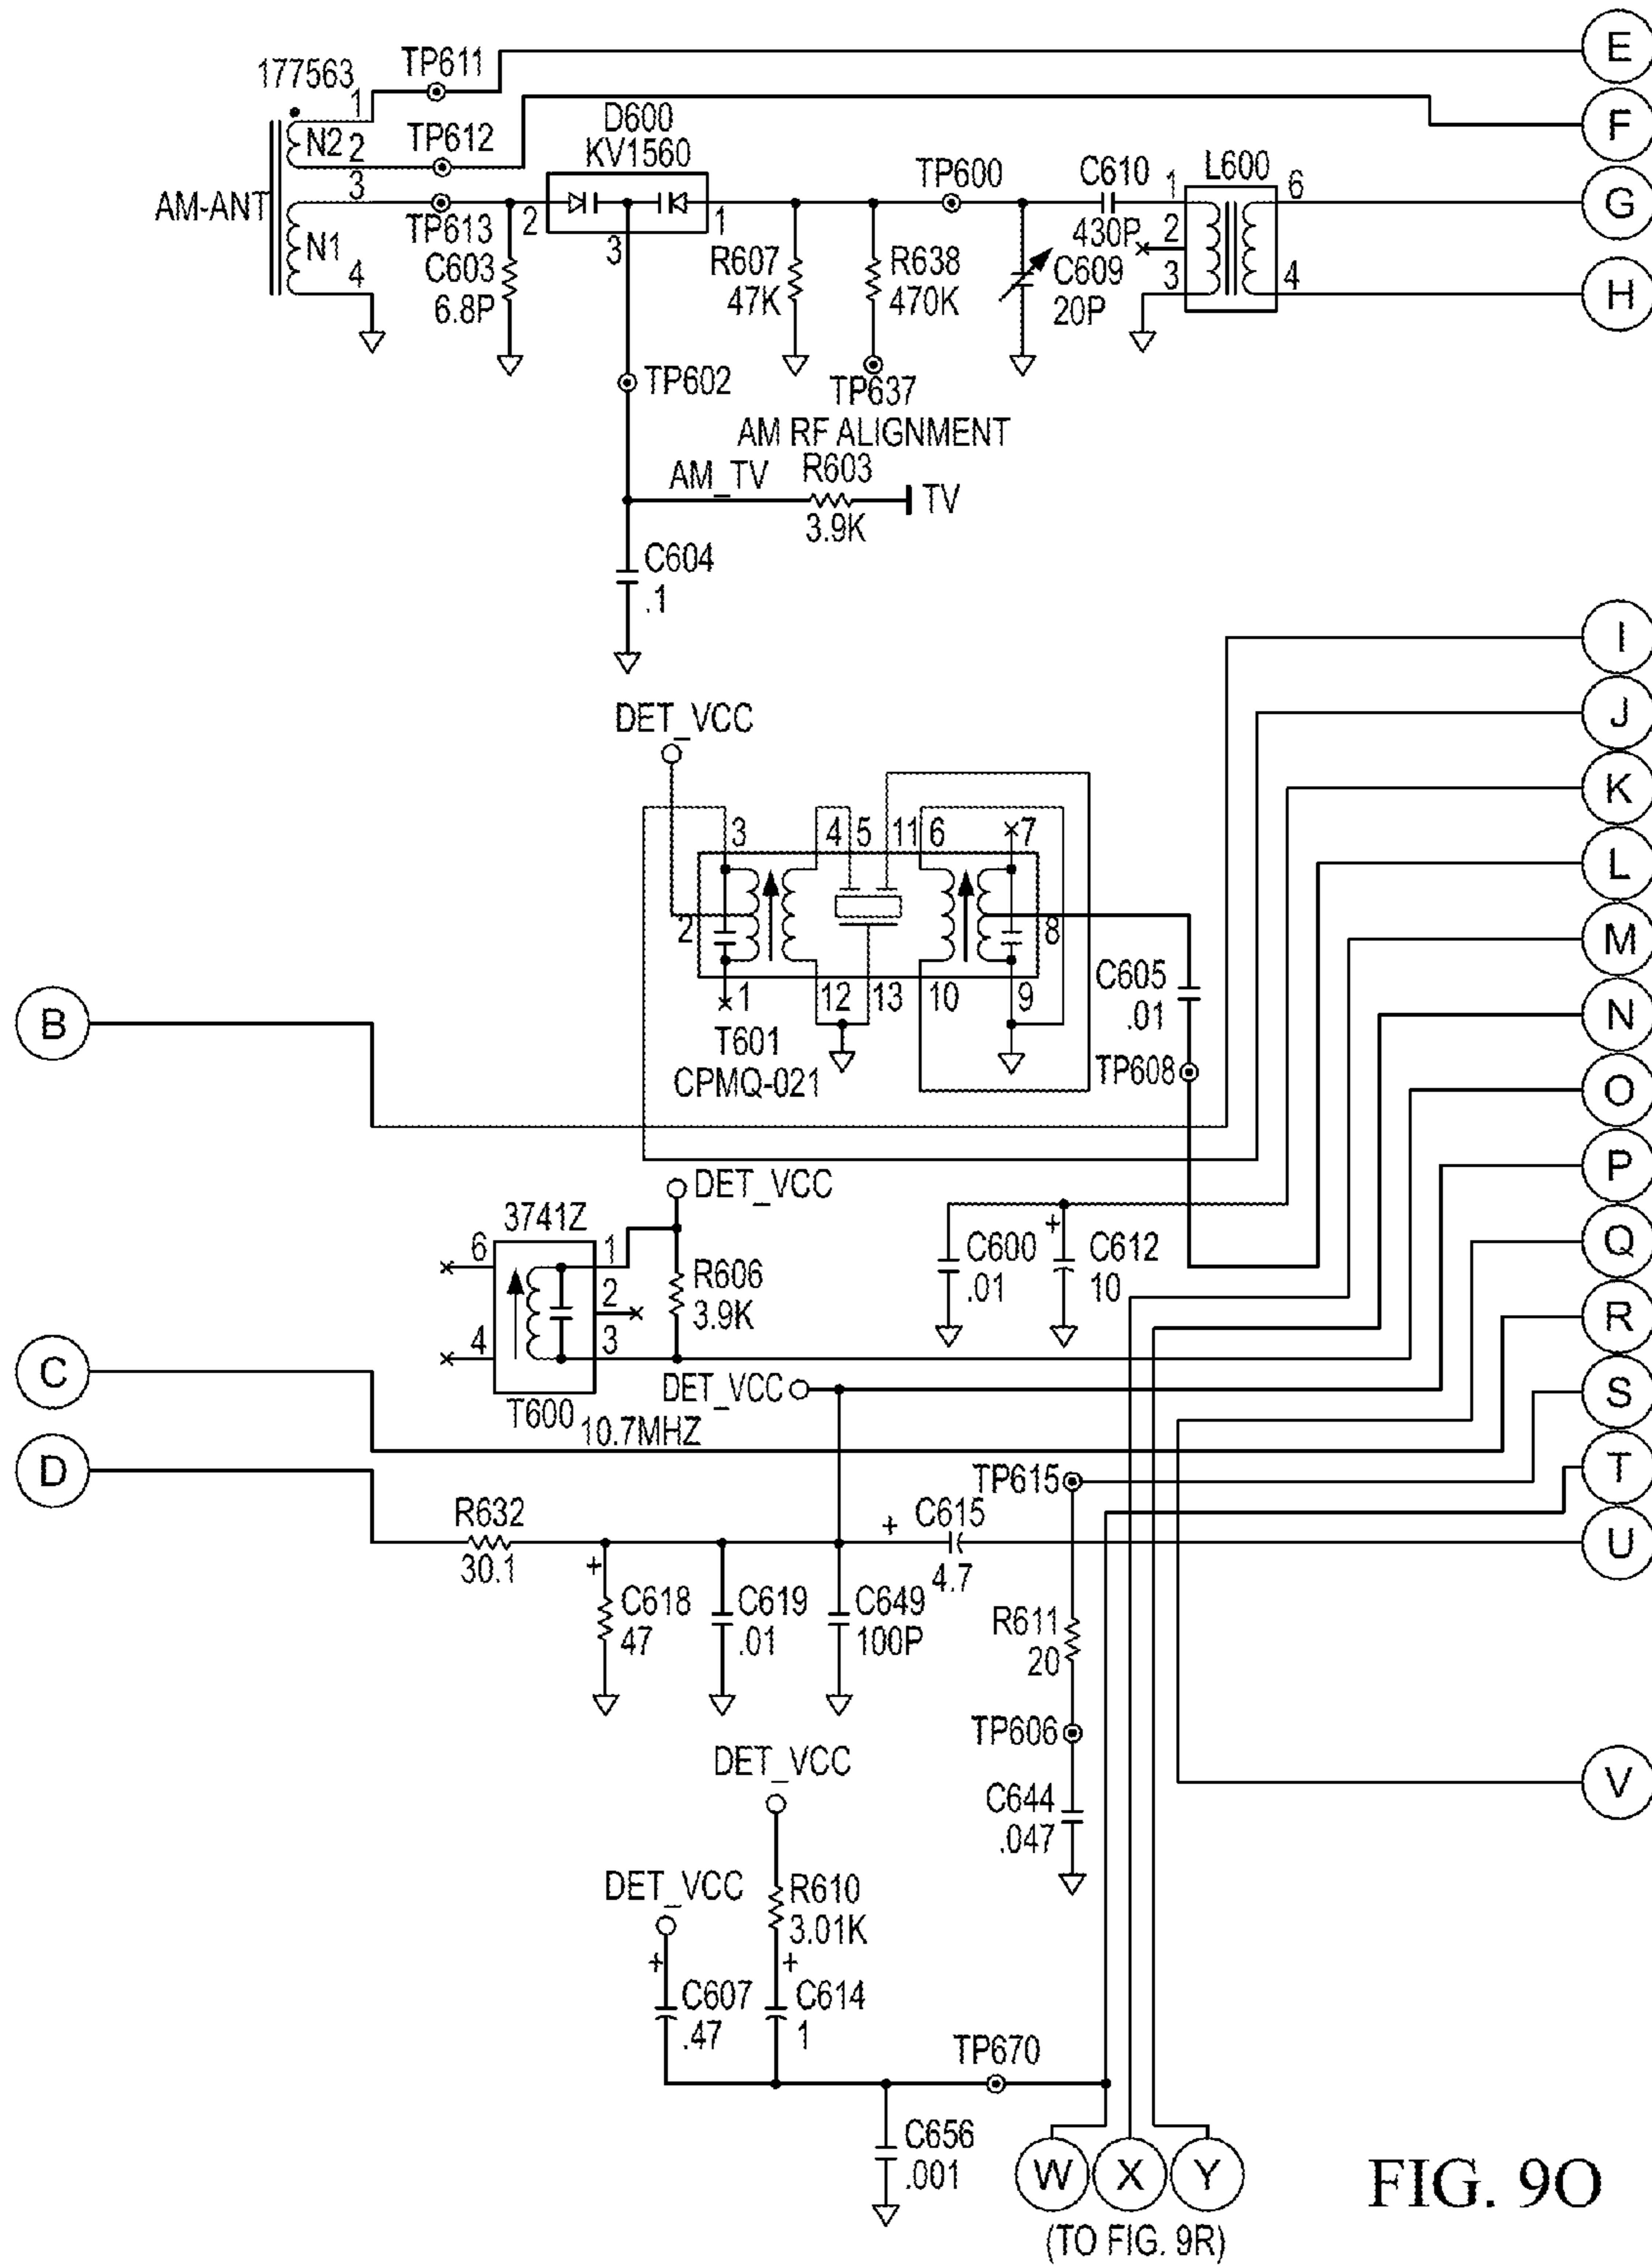 E
177563
TP611
1
F
D600
KV1560
N2
2
TP612
TP600
C610
L600
G
AM-ANT
3
2
1
1
6
TP613
430P
2
N1
C603
6.8P
3
R607
47K
R638
470K
C609
20P
3
4
4
H
TP602
TP637
AM RF ALIGNMENT
AM_TV
R603
TV
3.9K
C604
.1
I
DET_VCC
J
K
3
4
5
11
6
7
L
2
8
M
C605
.01
1
12
13
10
9
N
B
T601
CPMQ-021
TP608
O
P
DET_VCC
3741Z
Q
6
1
C600
.01
+
C612
10
R606
3.9K
2
R
4
3
C
DET_VCC
S
T600
10.7MHZ
D
TP615
T
R632
+
C615
U
30.1
+
4.7
C618
47
C619
.01
C649
100P
R611
20
TP606
DET_VCC
V
C644
.047
DET_VCC
R610
3.01K
+
+
C607
.47
C614
1
TP670
C656
.001
W
X
Y
(TO FIG. 9R)
FIG. 9O